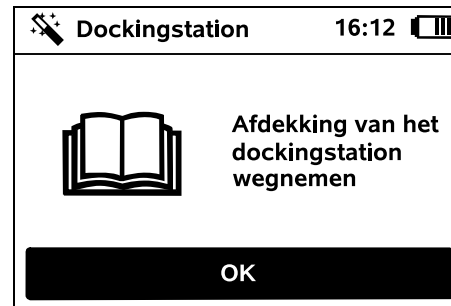 Dockingstation 16:12
Afdekking van het
dockingstation
wegnemen
OK